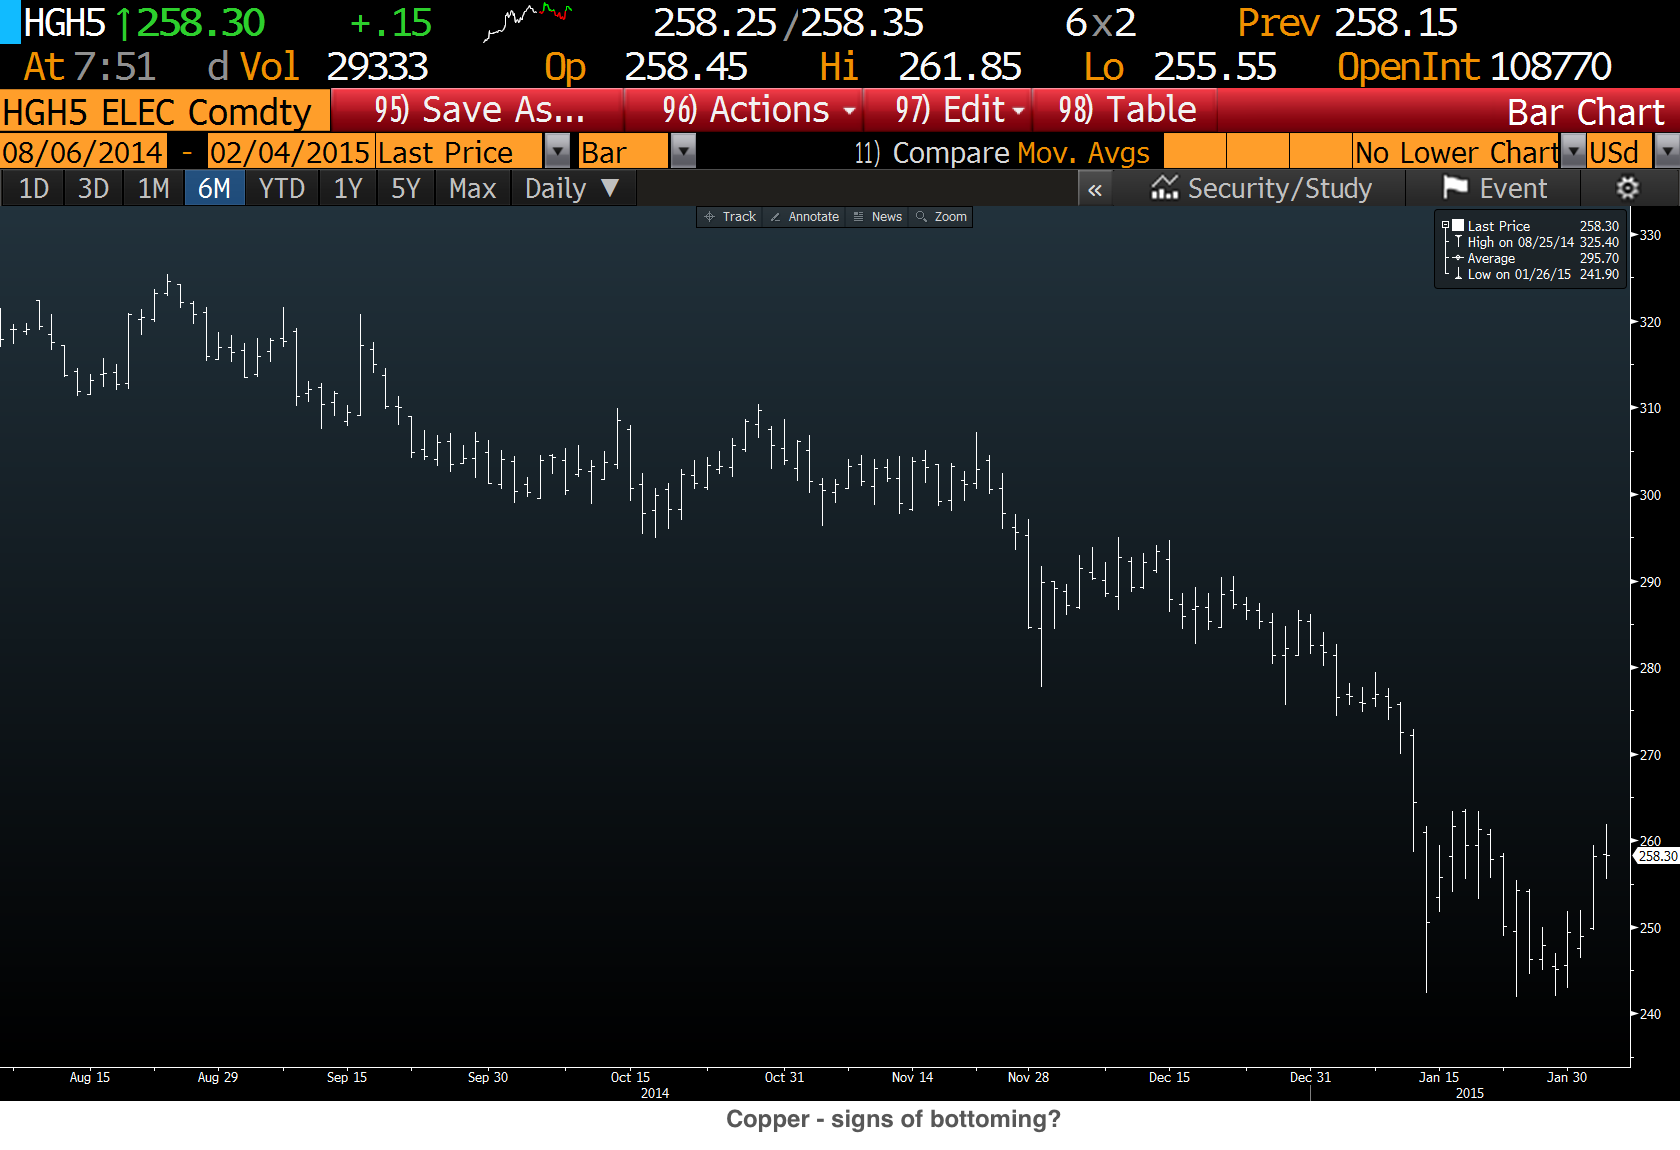 HGH5 ↑258.30 +.15 258.25/258.35 6x2 Prev 258.15
At 7:51 d Vol 29333 Op 258.45 Hi 261.85 Lo 255.55 OpenInt 108770
HGH5 ELEC Comdty 95) Save As... 96) Actions 97) Edit 98) Table Bar Chart
08/06/2014 - 02/04/2015 Last Price Bar 11) Compare Mov. Avgs No Lower Chart USd
1D 3D 1M 6M YTD 1Y 5Y Max Daily ▼ « Security/Study Event
Track Annotate News Zoom
Last Price 258.30
High on 08/25/14 325.40
Average 295.70
Low on 01/26/15 241.90
330
320
310
300
290
280
270
260
258.30
250
240
Aug 15 Aug 29 Sep 15 Sep 30 Oct 15 Oct 31 Nov 14 Nov 28 Dec 15 Dec 31 Jan 15 Jan 30
2014 2015
Copper - signs of bottoming?